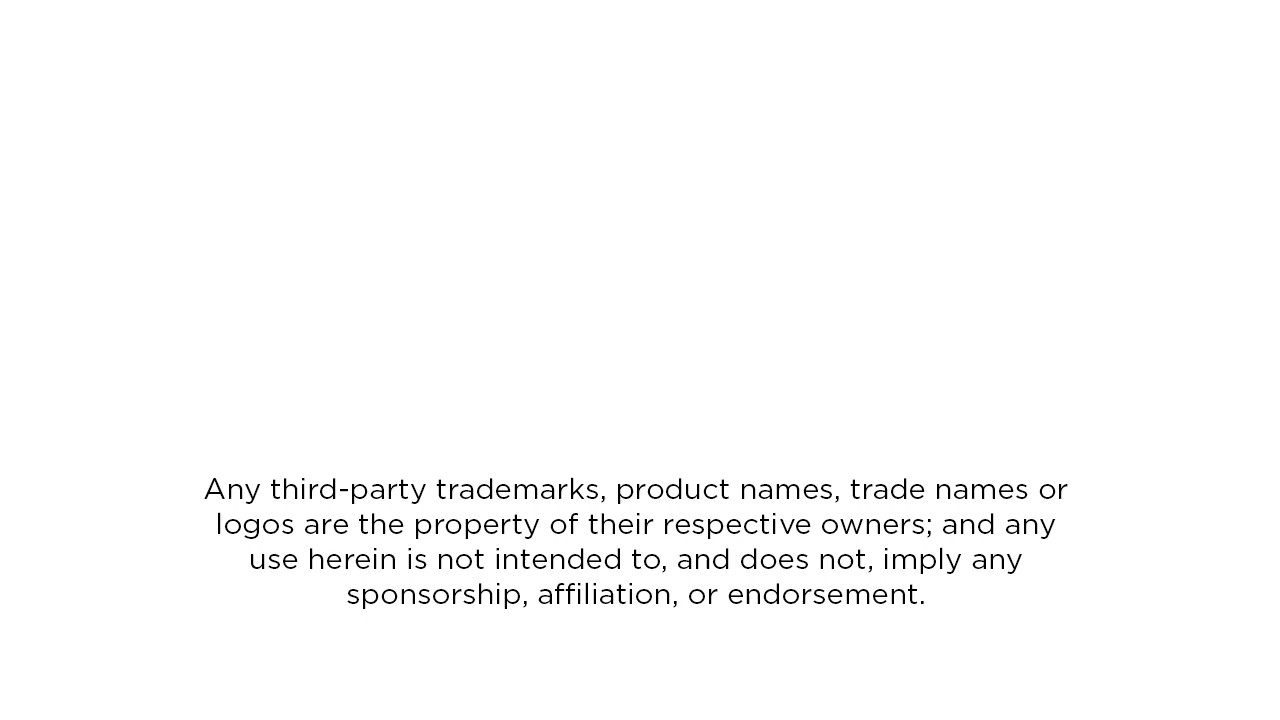 Any third-party trademarks, product names, trade names or
logos are the property of their respective owners; and any
use herein is not intended to, and does not, imply any
sponsorship, affiliation, or endorsement.